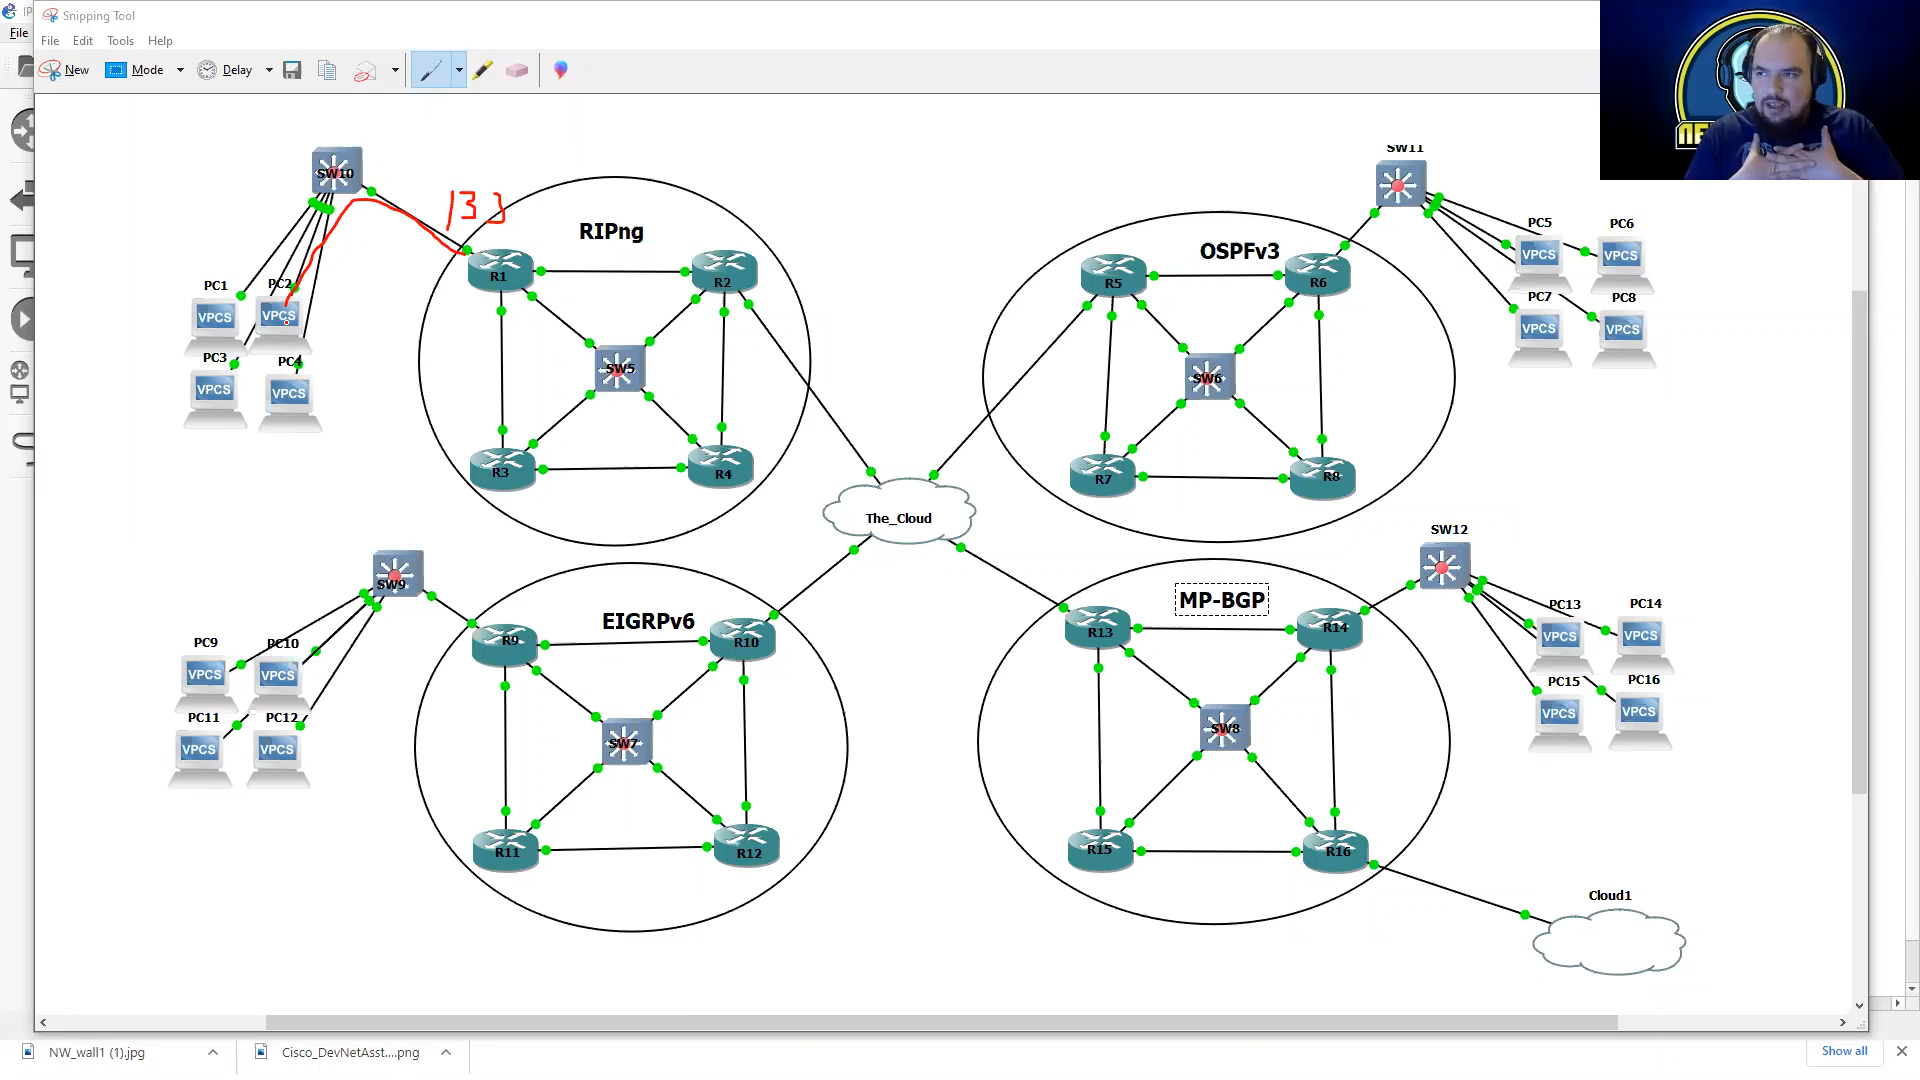 IP
Snipping Tool
File
File Edit Tools Help
New Mode Delay
SW10
133
RIPng
R1
R2
PC1
PC2
VPCS
VPCS
PC3
PC4
VPCS
VPCS
SW5
R3
R4
SW11
OSPFv3
R5
R6
PC5
PC6
VPCS
VPCS
PC7
PC8
VPCS
VPCS
SW6
R7
R8
The_Cloud
SW9
EIGRPv6
R9
R10
PC9
PC10
VPCS
VPCS
PC11
PC12
VPCS
VPCS
SW7
R11
R12
SW12
MP-BGP
R13
R14
PC13
PC14
VPCS
VPCS
PC15
PC16
VPCS
VPCS
SW8
R15
R16
Cloud1
NW_wall1 (1).jpg
Cisco_DevNetAsst....png
Show all